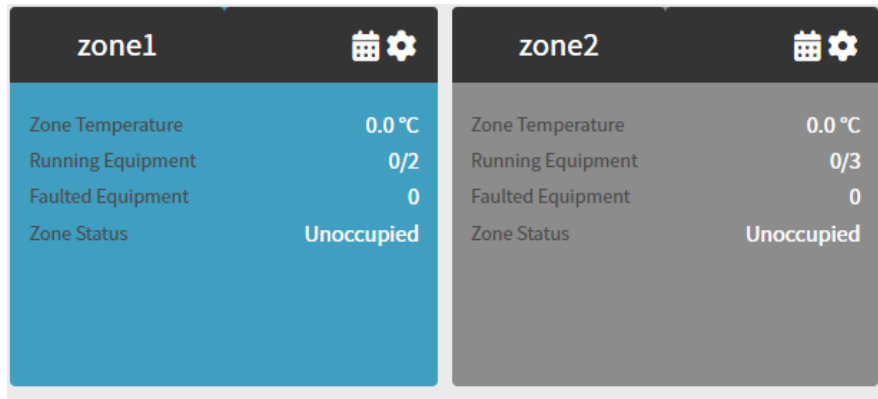 zone1
Zone Temperature 0.0 °C
Running Equipment 0/2
Faulted Equipment 0
Zone Status Unoccupied
zone2
Zone Temperature 0.0 °C
Running Equipment 0/3
Faulted Equipment 0
Zone Status Unoccupied